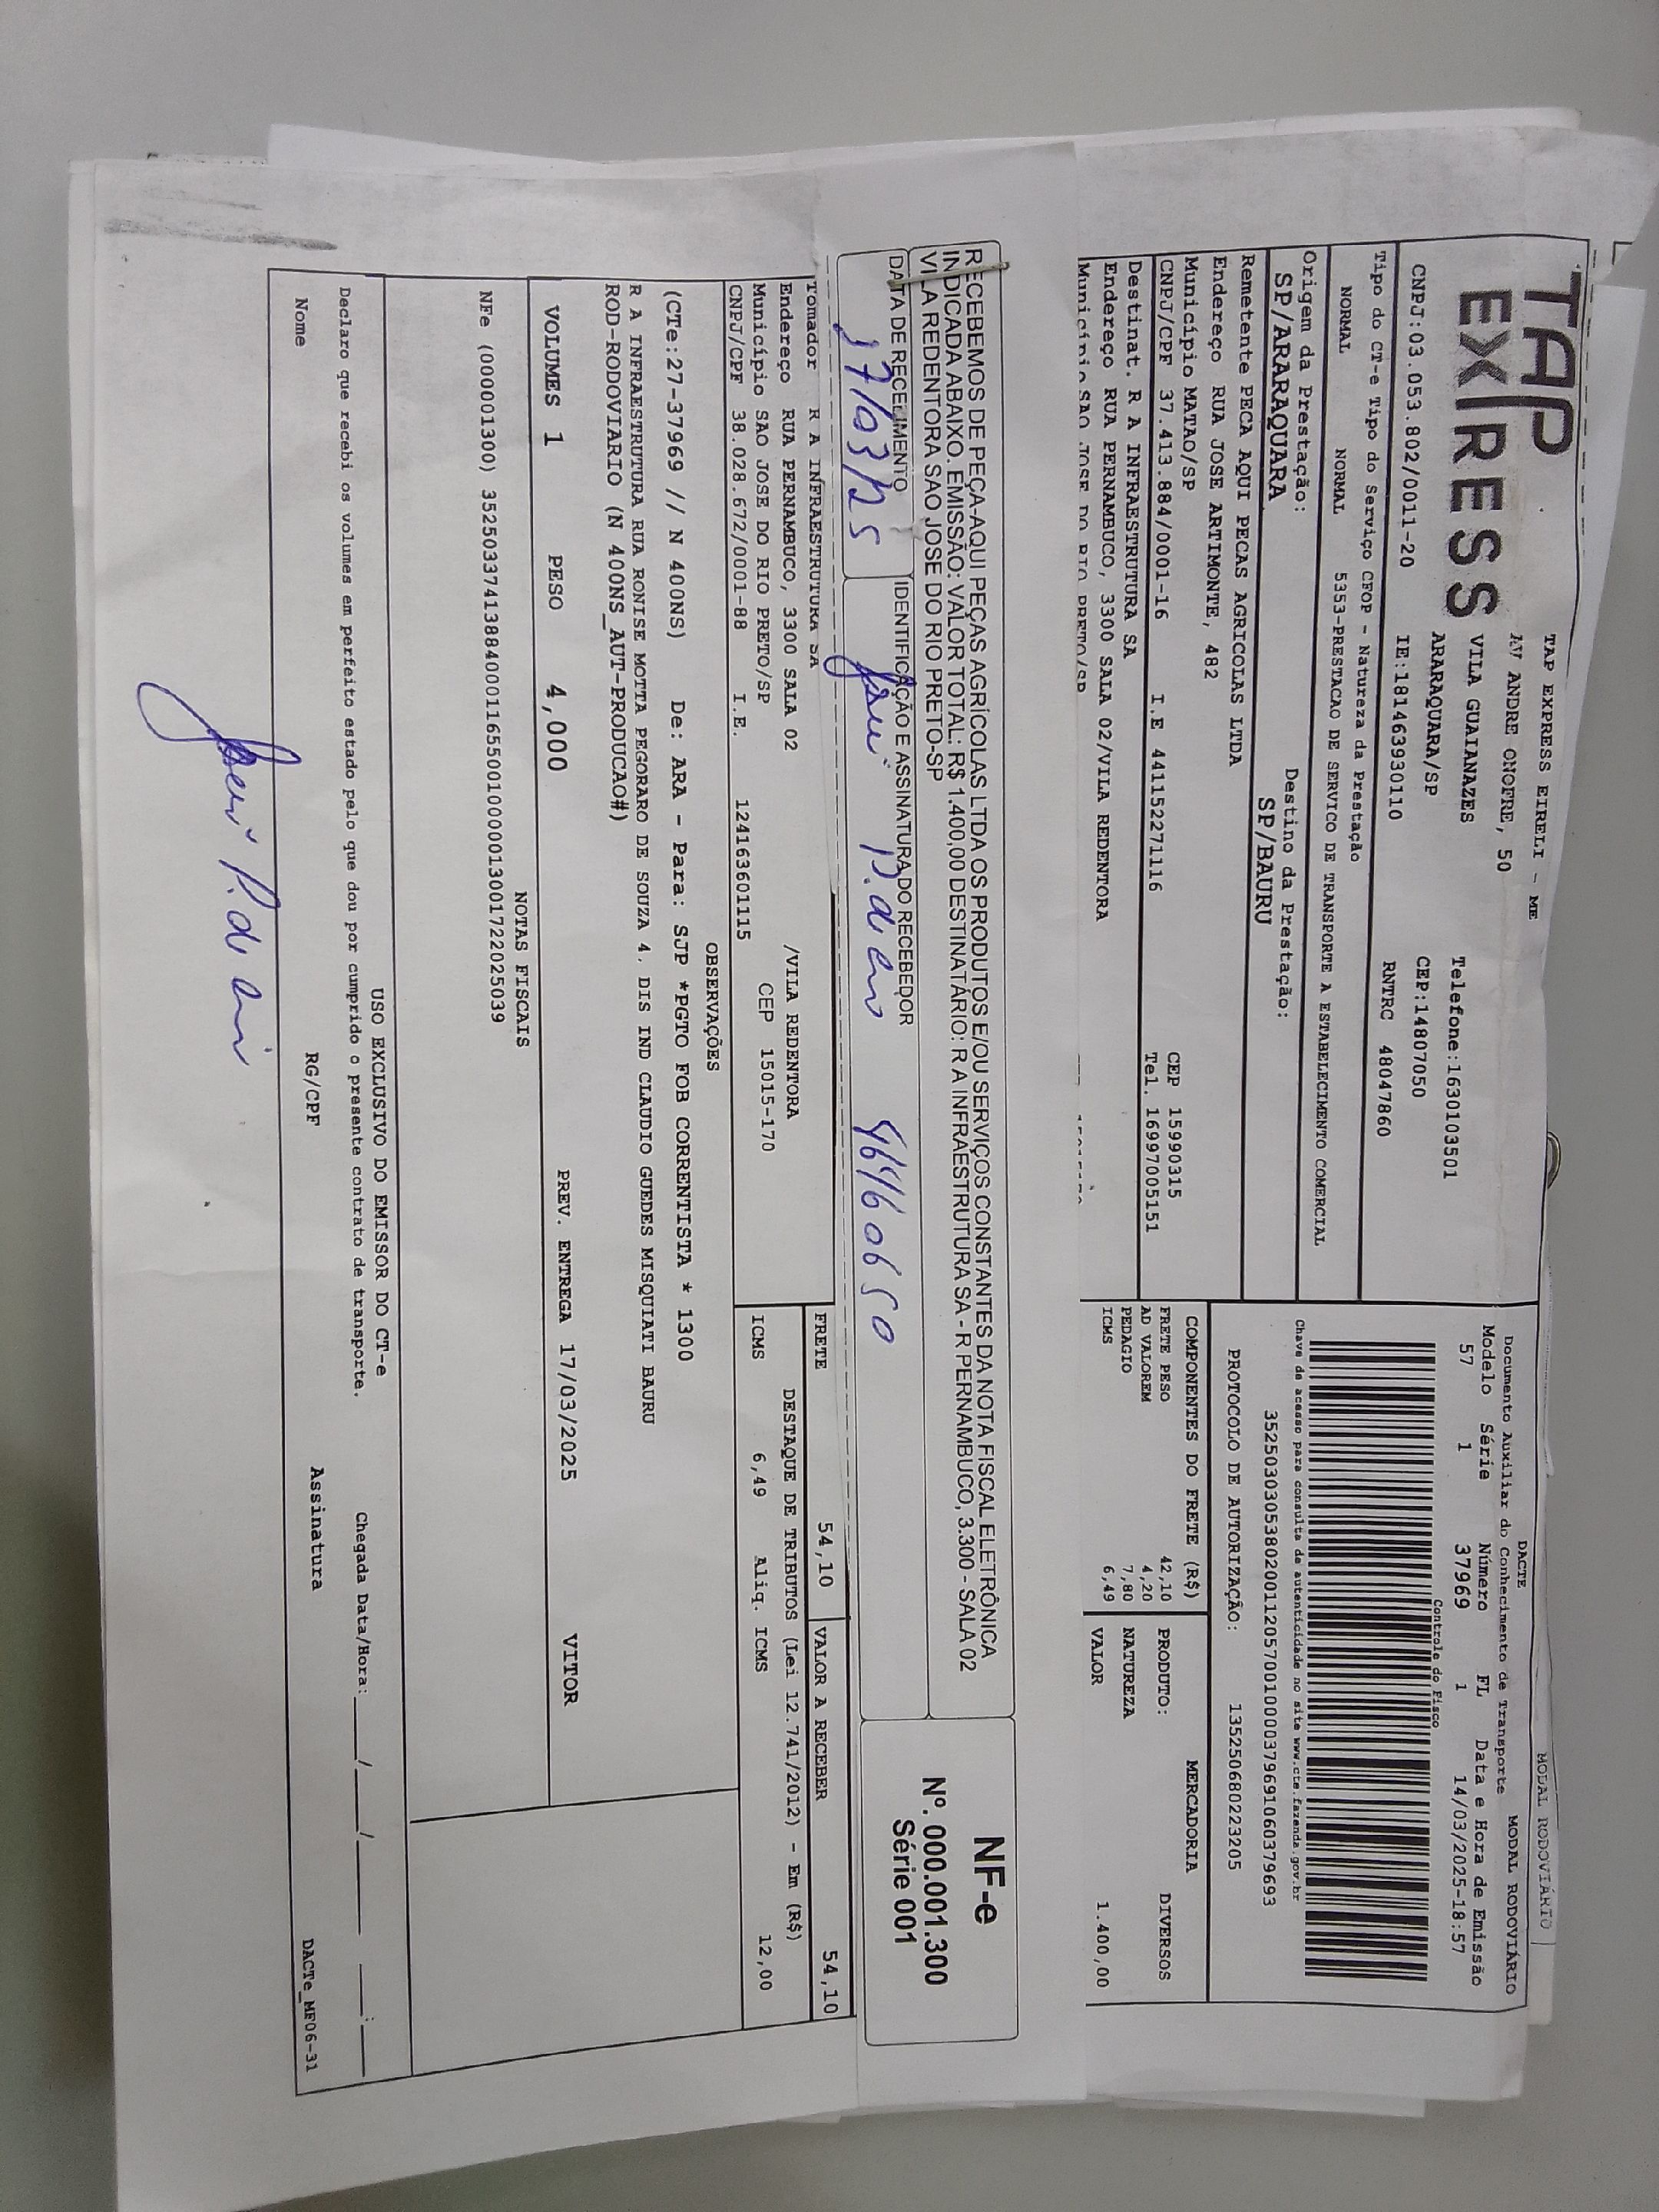 MODAL RODOVIÁRIO
TAP
EXPRESS
TAP EXPRESS EIRELI - ME
AV ANDRE ONOFRE, 50
VILA GUAIANAZES
ARARAQUARA/SP
Telefone:1630103501
CEP:14807050
CNPJ:03.053.802/0011-20
IE:181463930110
RNTRC 48047860
DACTE
Documento Auxiliar do Conhecimento de Transporte
MODAL RODOVIÁRIO
Modelo Série Número FL Data e Hora de Emissão
57 1 37969 1 14/03/2025-18:57
Controle do Fisco
Chave de acesso para consulta de autenticidade no site www.cte.fazenda.gov.br
35250303053802001120570010000379691060379693
PROTOCOLO DE AUTORIZAÇÃO: 135250680223205
Tipo do CT-e Tipo do Serviço CFOP - Natureza da Prestação
NORMAL NORMAL 5353-PRESTACAO DE SERVICO DE TRANSPORTE A ESTABELECIMENTO COMERCIAL
Origem da Prestação: Destino da Prestação:
SP/ARARAQUARA SP/BAURU
Remetente PECA AQUI PECAS AGRICOLAS LTDA
Endereço RUA JOSE ARTIMONTE, 482
Município MATAO/SP CEP 15990315
CNPJ/CPF 37.413.884/0001-16 I.E 441152271116 Tel. 16997005151
Destinat. R A INFRAESTRUTURA SA
Endereço RUA PERNAMBUCO, 3300 SALA 02/VILA REDENTORA
Município SAO JOSE DO RIO PRETO/SP
COMPONENTES DO FRETE (R$) MERCADORIA
FRETE PESO 42,10
AD VALOREM 4,20
PEDAGIO 7,80
ICMS 6,49
PRODUTO: DIVERSOS
NATUREZA
VALOR 1.400,00
RECEBEMOS DE PEÇA-AQUI PEÇAS AGRÍCOLAS LTDA OS PRODUTOS E/OU SERVIÇOS CONSTANTES DA NOTA FISCAL ELETRÔNICA
INDICADA ABAIXO. EMISSÃO: VALOR TOTAL: R$ 1.400,00 DESTINATÁRIO: R A INFRAESTRUTURA SA - R PERNAMBUCO, 3.300 - SALA 02
VILA REDENTORA SAO JOSE DO RIO PRETO-SP
DATA DE RECEBIMENTO IDENTIFICAÇÃO E ASSINATURA DO RECEBEDOR
17/03/25
NF-e
Nº. 000.001.300
Série 001
Tomador R A INFRAESTRUTURA SA
Endereço RUA PERNAMBUCO, 3300 SALA 02 /VILA REDENTORA
Município SAO JOSE DO RIO PRETO/SP CEP 15015-170
CNPJ/CPF 38.028.672/0001-88 I.E. 124163601115
FRETE 54,10 VALOR A RECEBER 54,10
DESTAQUE DE TRIBUTOS (Lei 12.741/2012) - Em (R$)
ICMS 6,49 Aliq. ICMS 12,00
OBSERVAÇÕES
(CTe:27-37969 // N 400NS) De: ARA - Para: SJP *PGTO FOB CORRENTISTA * 1300
R A INFRAESTRUTURA RUA RONISE MOTTA PEGORARO DE SOUZA 4. DIS IND CLAUDIO GUEDES MISQUIATI BAURU
ROD-RODOVIARIO (N 400NS_AUT-PRODUCAO#)
VOLUMES 1 PESO 4,000 PREV. ENTREGA 17/03/2025 VITOR
NOTAS FISCAIS
NFe (000001300) 35250337413884000116550010000013001722025039
USO EXCLUSIVO DO EMISSOR DO CT-e
Declaro que recebi os volumes em perfeito estado pelo que dou por cumprido o presente contrato de transporte. Chegada Data/Hora:____/____/____ ___:___
Nome RG/CPF Assinatura DACTe_MF06-31